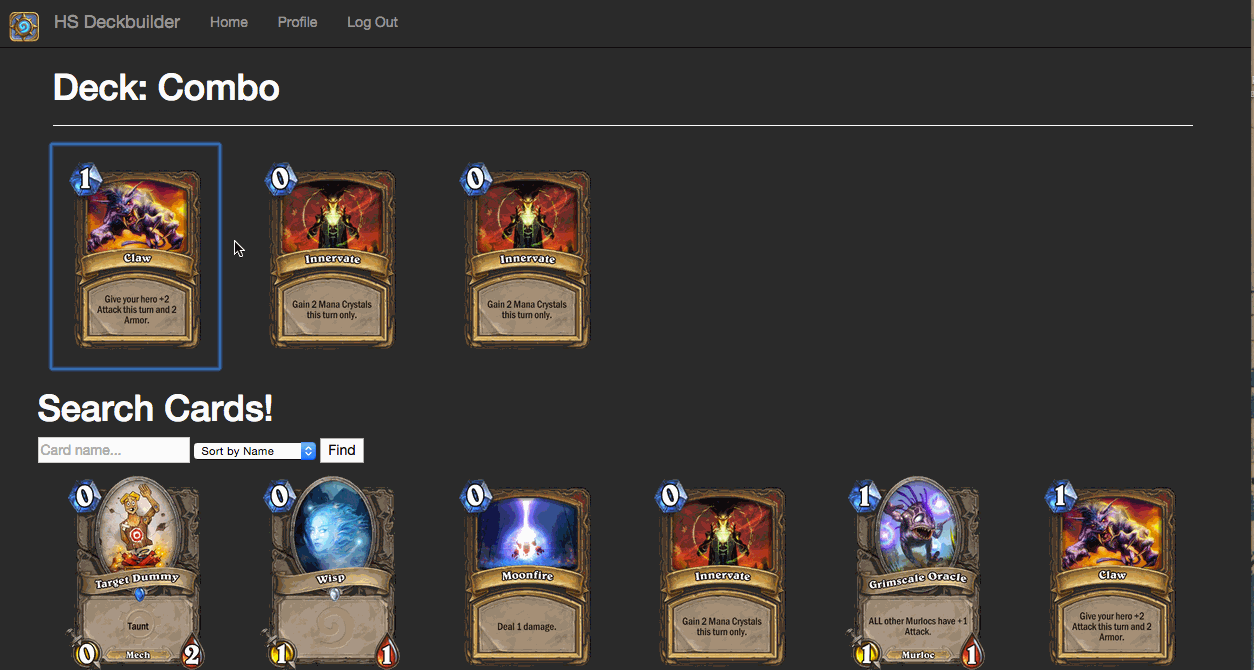 HS Deckbuilder Home Profile Log Out
Deck: Combo
1 0 0
Claw Innervate Innervate
Give your hero +2
Attack this turn and 2
Armor.
Gain 2 Mana Crystals
this turn only.
Gain 2 Mana Crystals
this turn only.
Search Cards!
Card name... Sort by Name Find
0 0 0 0 1 1
Target Dummy Wisp Moonfire Innervate Grimscale Oracle Claw
Taunt
Deal 1 damage.
Gain 2 Mana Crystals
this turn only.
ALL other Murlocs have +1
Attack.
Give your hero +2
Attack this turn and 2
Armor.
0 Mech 2 1 1 1 Murloc 1